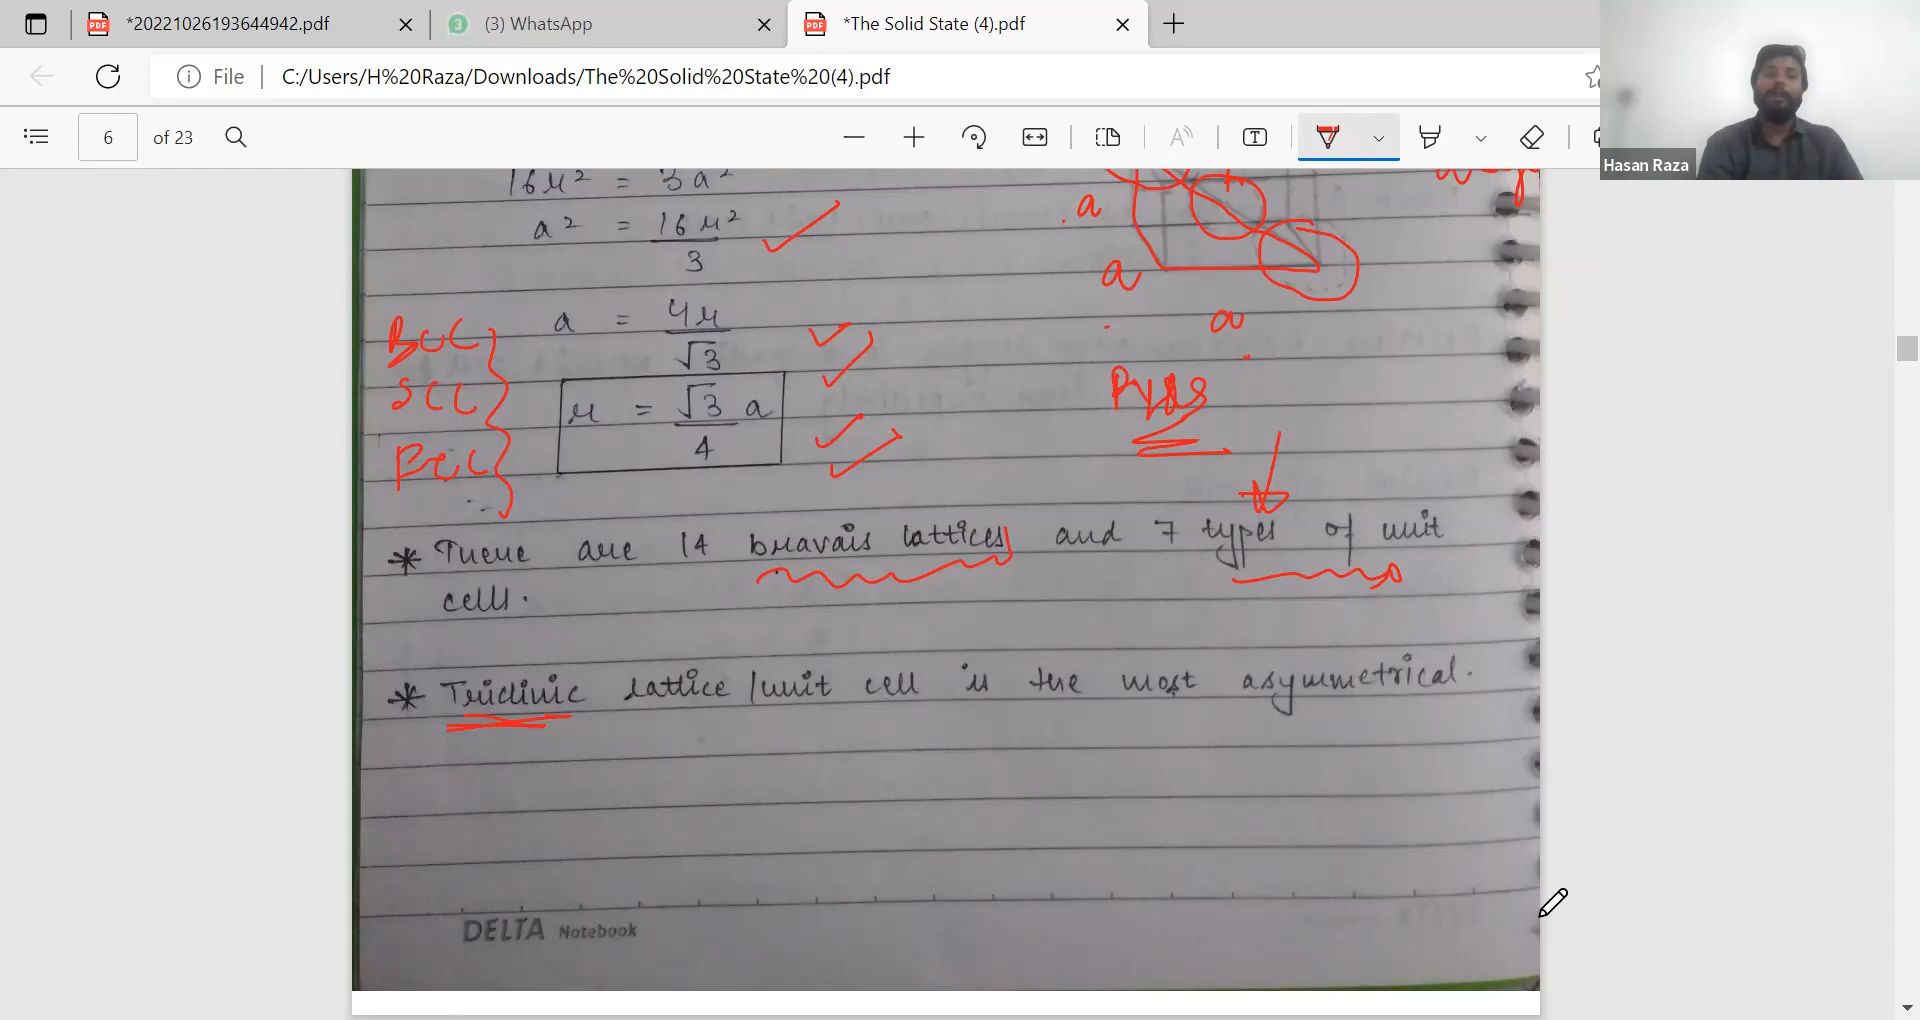 *20221026193644942.pdf
(3) WhatsApp
*The Solid State (4).pdf
File
C:/Users/H%20Raza/Downloads/The%20Solid%20State%20(4).pdf
6 of 23
Hasan Raza
16r² = 3a²
a² = 16r²
3
a
a
a
a = 4r
√3
BCC
SCC
FCC
r = √3 a
4
PYQs
* There are 14 bravais lattices and 7 types of unit
cells.
* Triclinic lattice/unit cell is the most asymmetrical.
DELTA Notebook